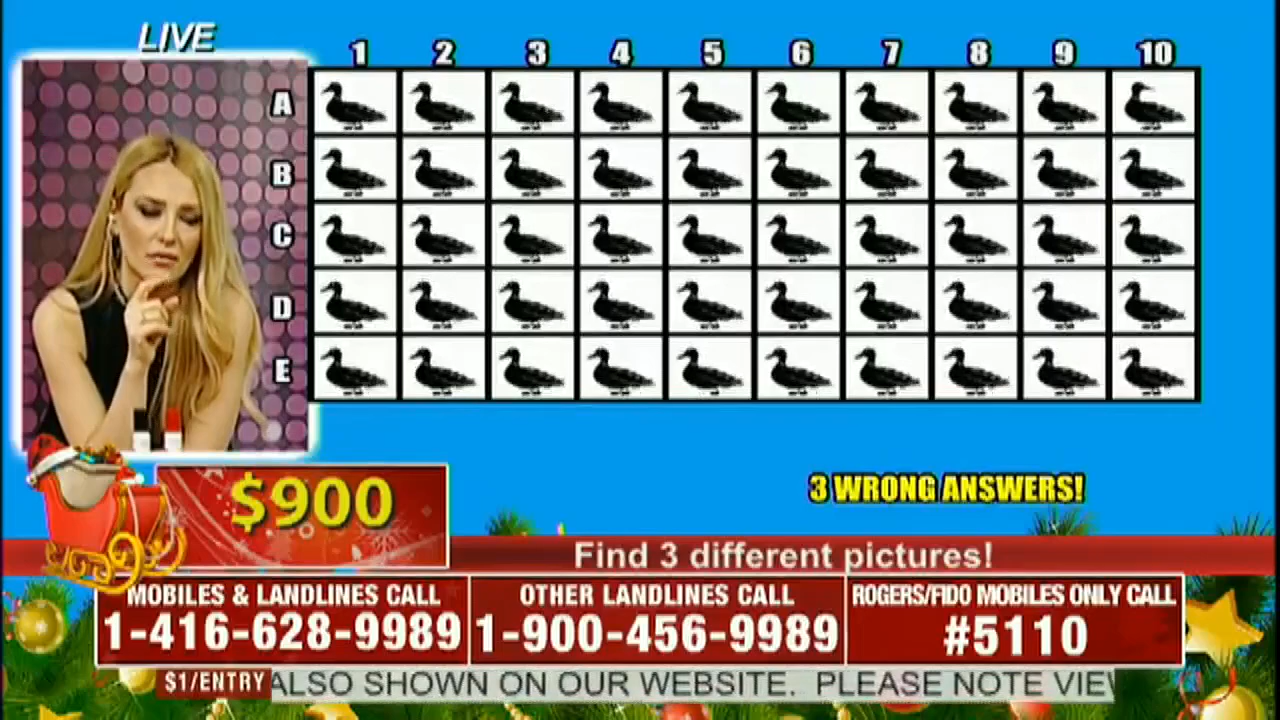 LIVE
1 2 3 4 5 6 7 8 9 10
A
B
C
D
E
3 WRONG ANSWERS!
$900
Find 3 different pictures!
MOBILES & LANDLINES CALL
1-416-628-9989
OTHER LANDLINES CALL
1-900-456-9989
ROGERS/FIDO MOBILES ONLY CALL
#5110
$1/ENTRY
ALSO SHOWN ON OUR WEBSITE. PLEASE NOTE VIEW